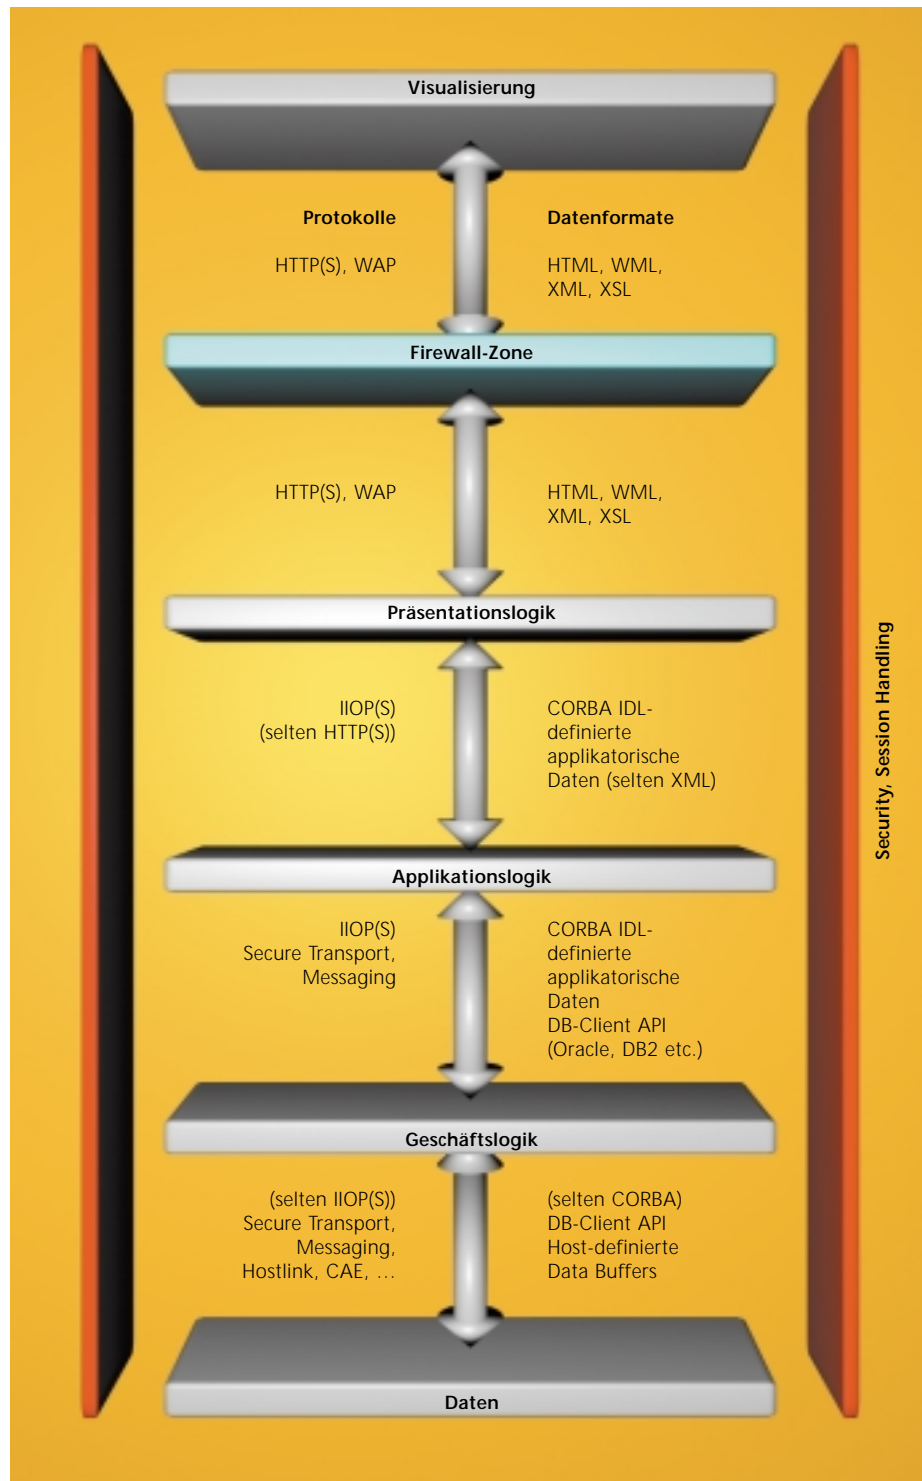 Visualisierung
Protokolle
Datenformate
HTTP(S), WAP
HTML, WML,
XML, XSL
Firewall-Zone
HTTP(S), WAP
HTML, WML,
XML, XSL
Präsentationslogik
IIOP(S)
(selten HTTP(S))
CORBA IDL-
definierte
applikatorische
Daten (selten XML)
Applikationslogik
IIOP(S)
Secure Transport,
Messaging
CORBA IDL-
definierte
applikatorische
Daten
DB-Client API
(Oracle, DB2 etc.)
Geschäftslogik
(selten IIOP(S))
Secure Transport,
Messaging,
Hostlink, CAE, …
(selten CORBA)
DB-Client API
Host-definierte
Data Buffers
Daten
Security, Session Handling